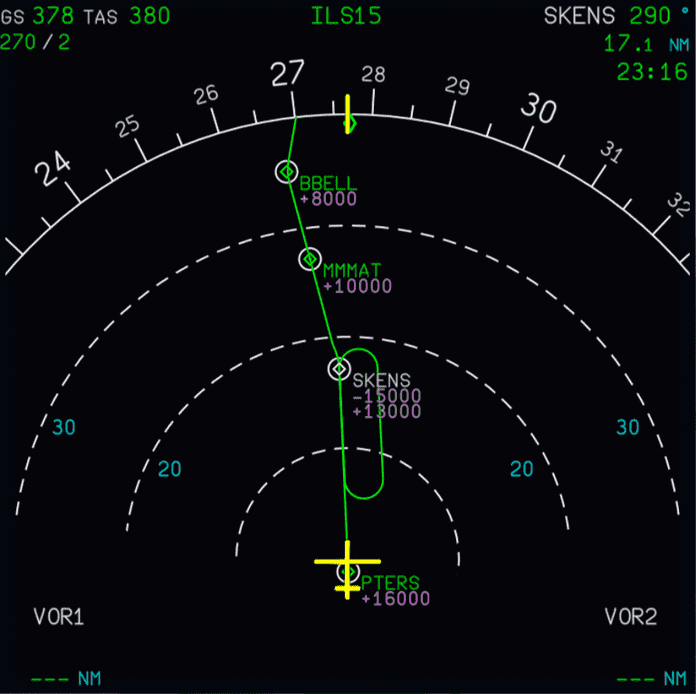 GS 378 TAS 380
ILS15
SKENS 290°
270/2
17.1 NM
23:16
24
25
26
27
28
29
30
31
32
BBELL
+8000
MMMAT
+10000
SKENS
-15000
+13000
30
30
20
20
PTERS
+16000
VOR1
VOR2
--- NM
--- NM